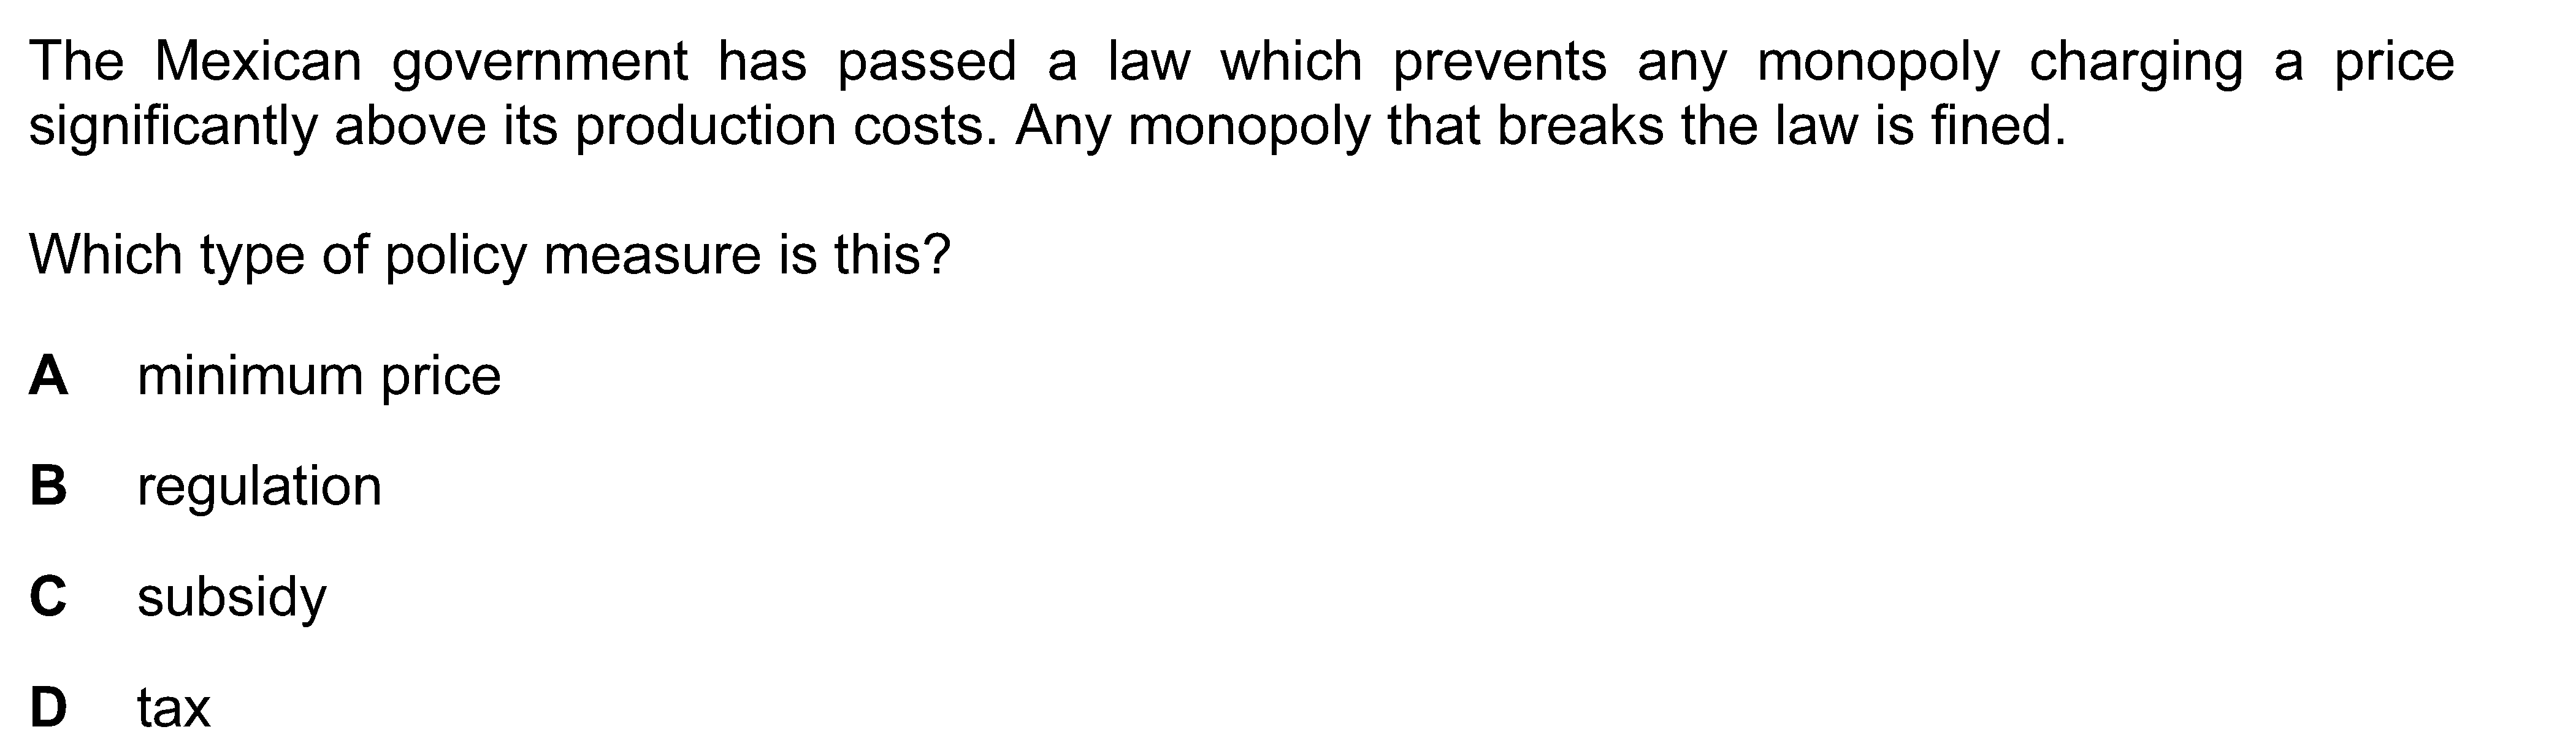 The Mexican government has passed a law which prevents any monopoly charging a price
significantly above its production costs. Any monopoly that breaks the law is fined.
Which type of policy measure is this?
A minimum price
B regulation
C subsidy
D tax